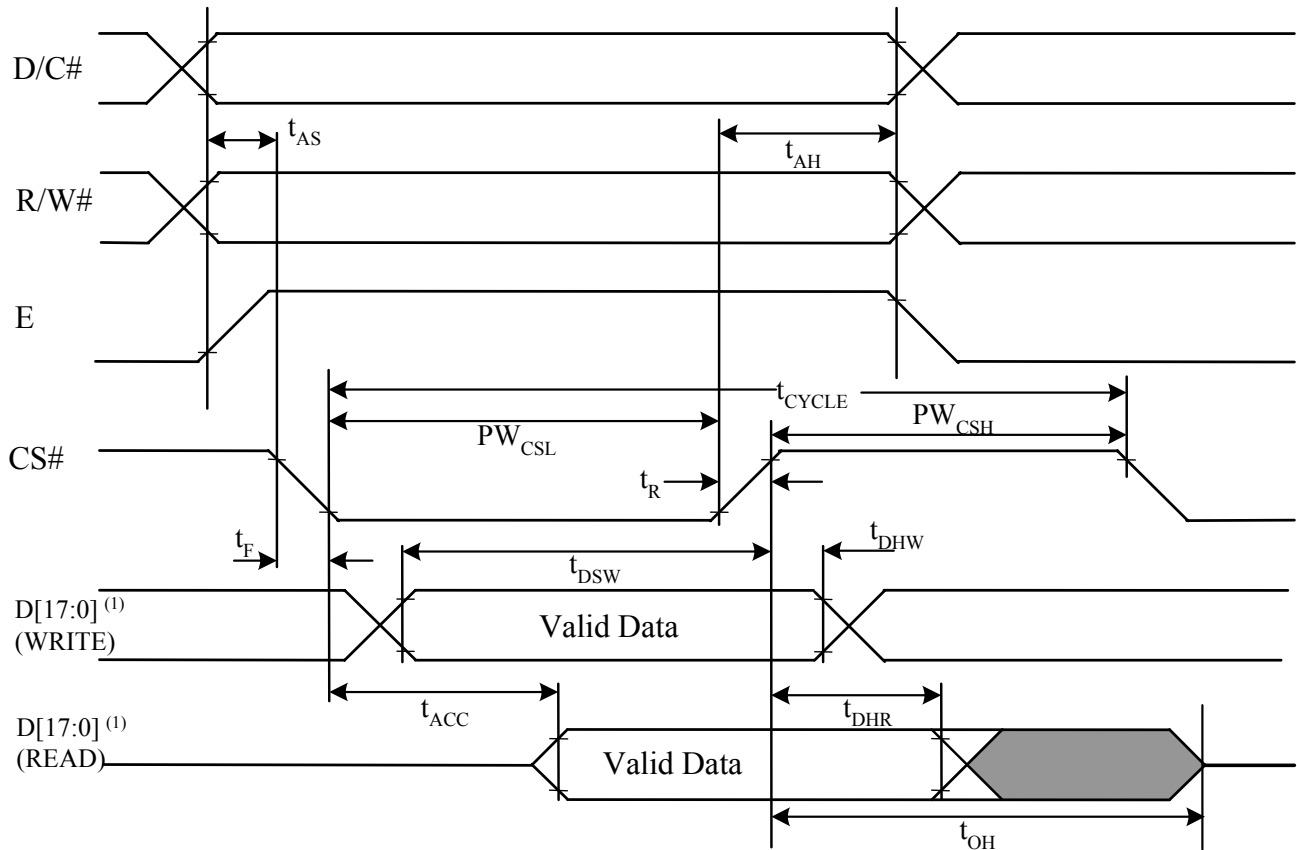 D/C#
t_AS
t_AH
R/W#
E
t_CYCLE
PW_CSL
PW_CSH
CS#
t_R
t_F
t_DSW
t_DHW
D[17:0] (1)
(WRITE)
Valid Data
t_ACC
t_DHR
D[17:0] (1)
(READ)
Valid Data
t_OH